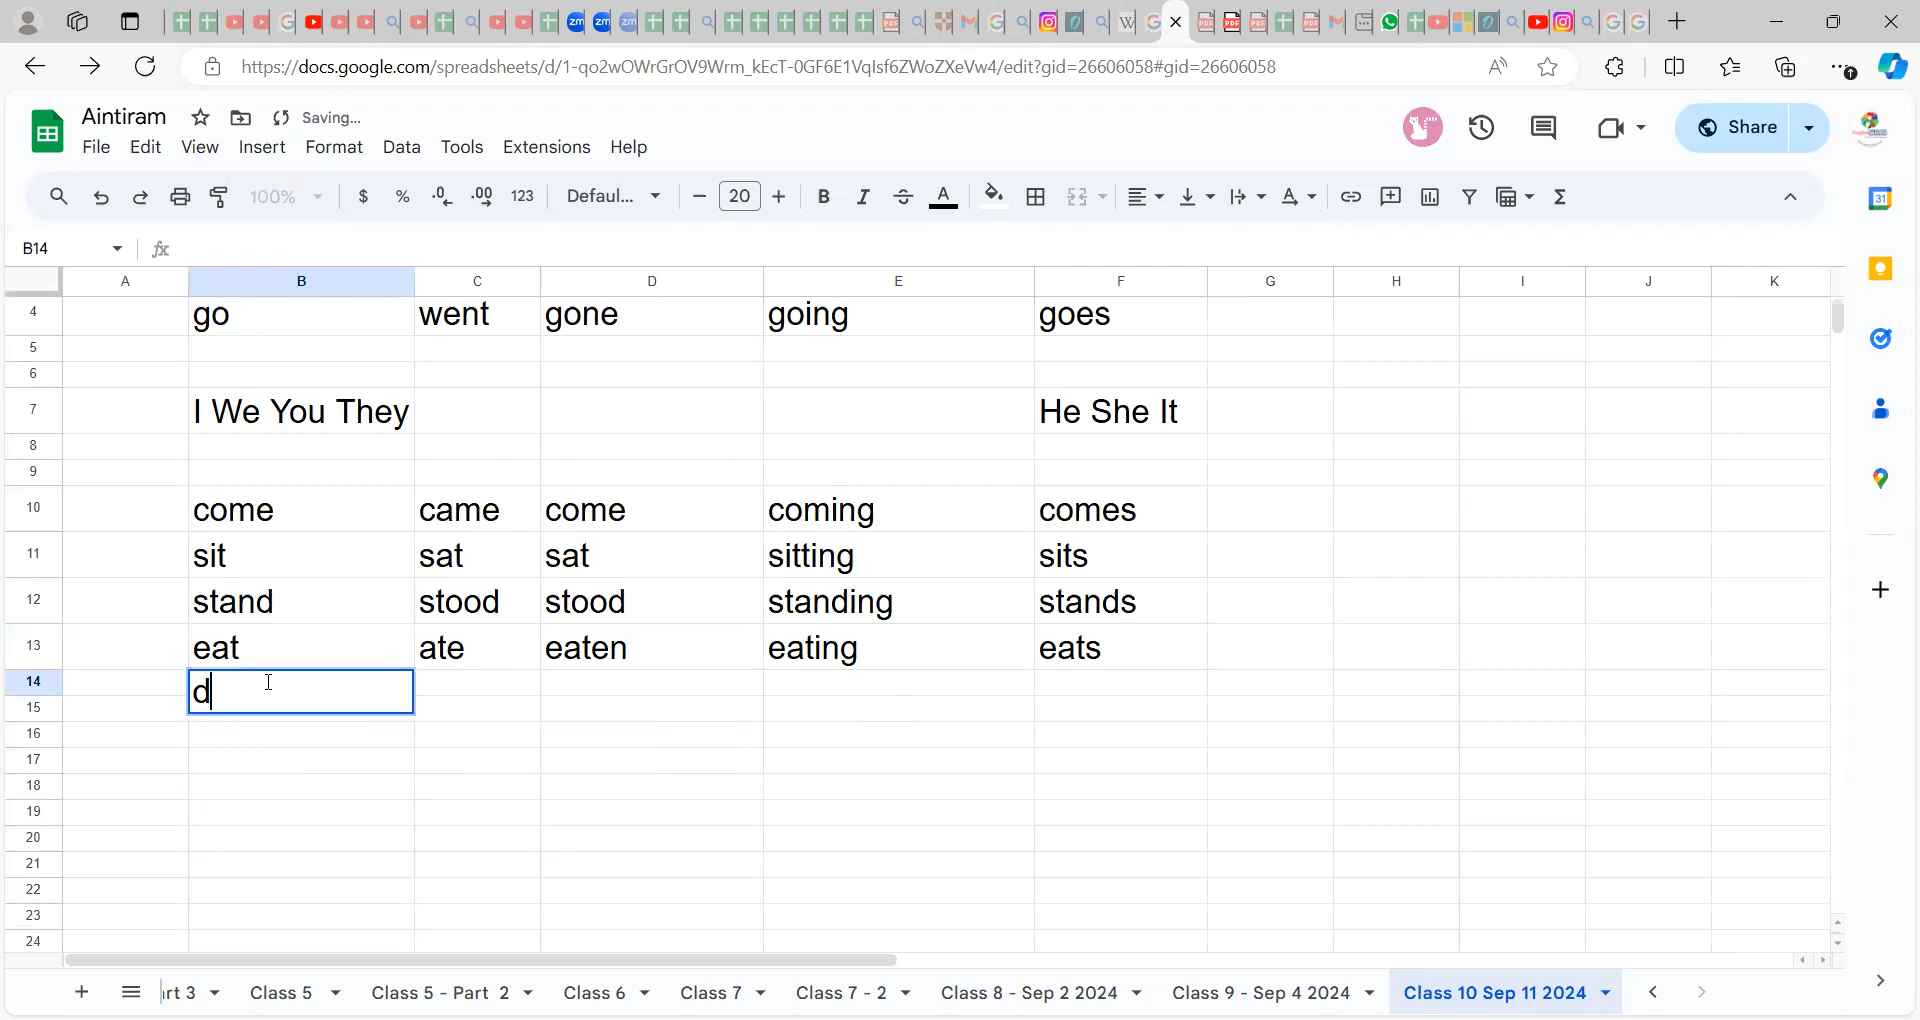 https://docs.google.com/spreadsheets/d/1-qo2wOWrGrOV9Wrm_kEcT-0GF6E1VqIsf6ZWoZXeVw4/edit?gid=26606058#gid=26606058
Aintiram Saving...
File Edit View Insert Format Data Tools Extensions Help
Share
100% $ % .0 .00 123 Defaul... 20 B I A
B14 fx
A B C D E F G H I J K
4 go went gone going goes
5
6
7 I We You They He She It
8
9
10 come came come coming comes
11 sit sat sat sitting sits
12 stand stood stood standing stands
13 eat ate eaten eating eats
14 d
15
16
17
18
19
20
21
22
23
24
art 3 Class 5 Class 5 - Part 2 Class 6 Class 7 Class 7 - 2 Class 8 - Sep 2 2024 Class 9 - Sep 4 2024 Class 10 Sep 11 2024